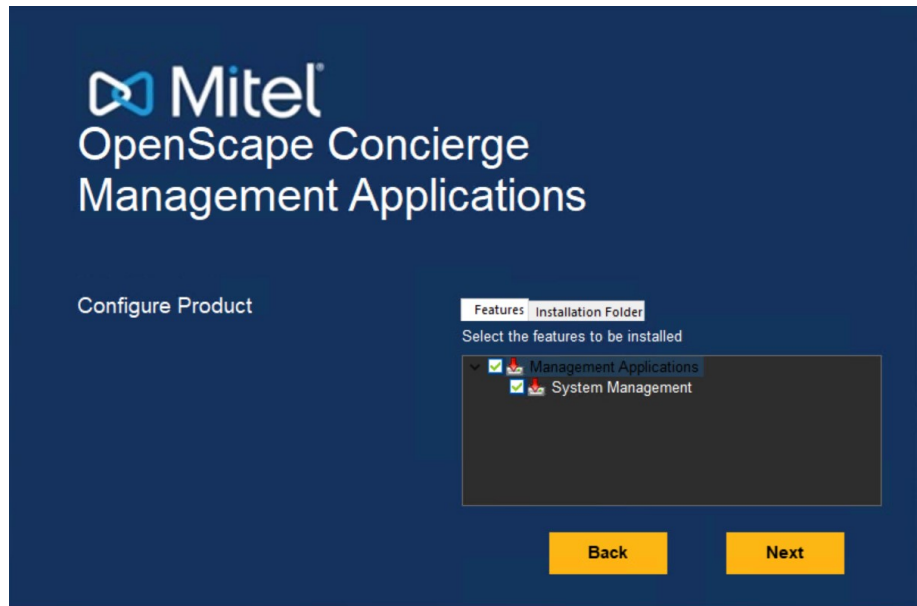 Mitel®
OpenScape Concierge
Management Applications
Configure Product
Features Installation Folder
Select the features to be installed
Management Applications
System Management
Back Next